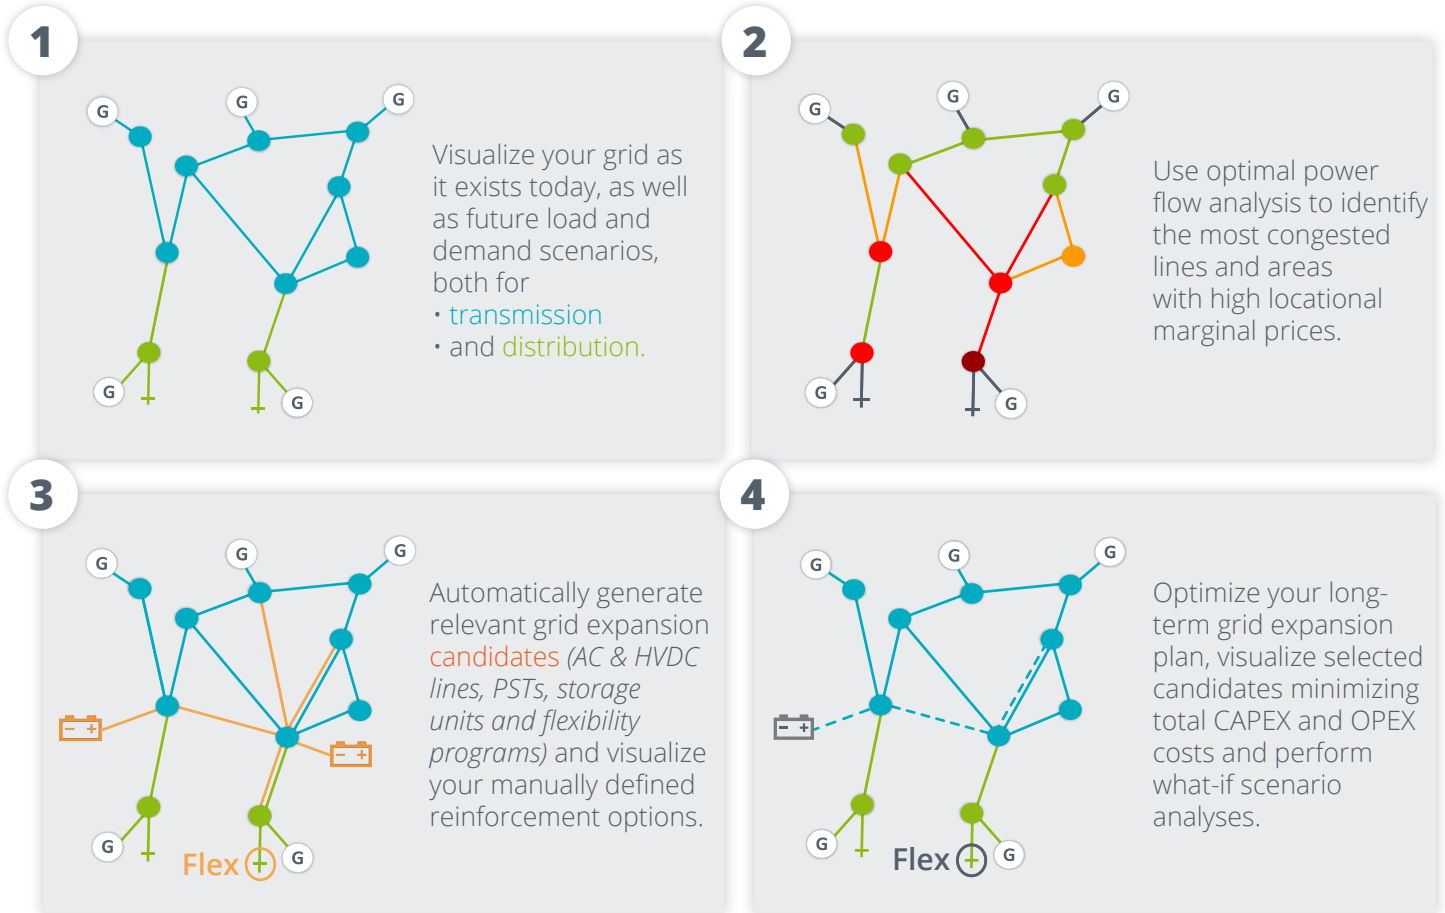 1
G
G
G
G
G
Visualize your grid as
it exists today, as well
as future load and
demand scenarios,
both for
• transmission
• and distribution.
2
G
G
G
G
G
Use optimal power
flow analysis to identify
the most congested
lines and areas
with high locational
marginal prices.
3
G
G
G
G
Flex
G
Automatically generate
relevant grid expansion
candidates (AC & HVDC
lines, PSTs, storage
units and flexibility
programs) and visualize
your manually defined
reinforcement options.
4
G
G
G
G
Flex
G
Optimize your long-
term grid expansion
plan, visualize selected
candidates minimizing
total CAPEX and OPEX
costs and perform
what-if scenario
analyses.